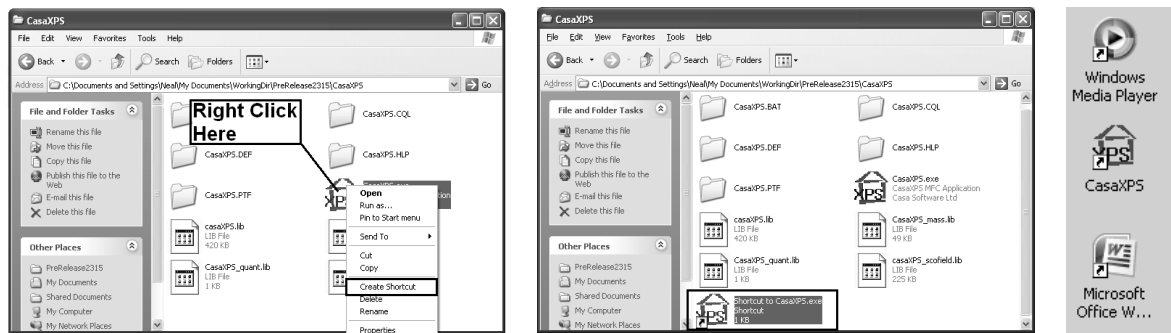 CasaXPS
File Edit View Favorites Tools Help
Back Search Folders
Address C:\Documents and Settings\Neal\My Documents\WorkingDir\PreRelease2315\CasaXPS Go
File and Folder Tasks
Rename this file
Move this file
Copy this file
Publish this file to the
Web
E-mail this file
Delete this file
Other Places
PreRelease2315
My Documents
Shared Documents
My Computer
My Network Places
Right Click
Here
CasaXPS.CQL
CasaXPS.DEF
CasaXPS.HLP
CasaXPS.PTF
XPS
casaXPS.lib
LIB File
420 KB
CasaXPS_quant.lib
LIB File
1 KB
Open
Run as...
Pin to Start menu
Send To
Cut
Copy
Create Shortcut
Delete
Rename
Properties
CasaXPS
File Edit View Favorites Tools Help
Back Search Folders
Address C:\Documents and Settings\Neal\My Documents\WorkingDir\PreRelease2315\CasaXPS Go
File and Folder Tasks
Rename this file
Move this file
Copy this file
Publish this file to the
Web
E-mail this file
Delete this file
Other Places
PreRelease2315
My Documents
Shared Documents
My Computer
My Network Places
CasaXPS.BAT
CasaXPS.CQL
CasaXPS.DEF
CasaXPS.HLP
CasaXPS.PTF
XPS
CasaXPS.exe
CasaXPS MFC Application
Casa Software Ltd
casaXPS.lib
LIB File
420 KB
CasaXPS_mass.lib
LIB File
49 KB
CasaXPS_quant.lib
LIB File
1 KB
casaXPS_scofield.lib
LIB File
225 KB
XPS
Shortcut to CasaXPS.exe
Shortcut
1 KB
Windows
Media Player
XPS
CasaXPS
W
Microsoft
Office W...